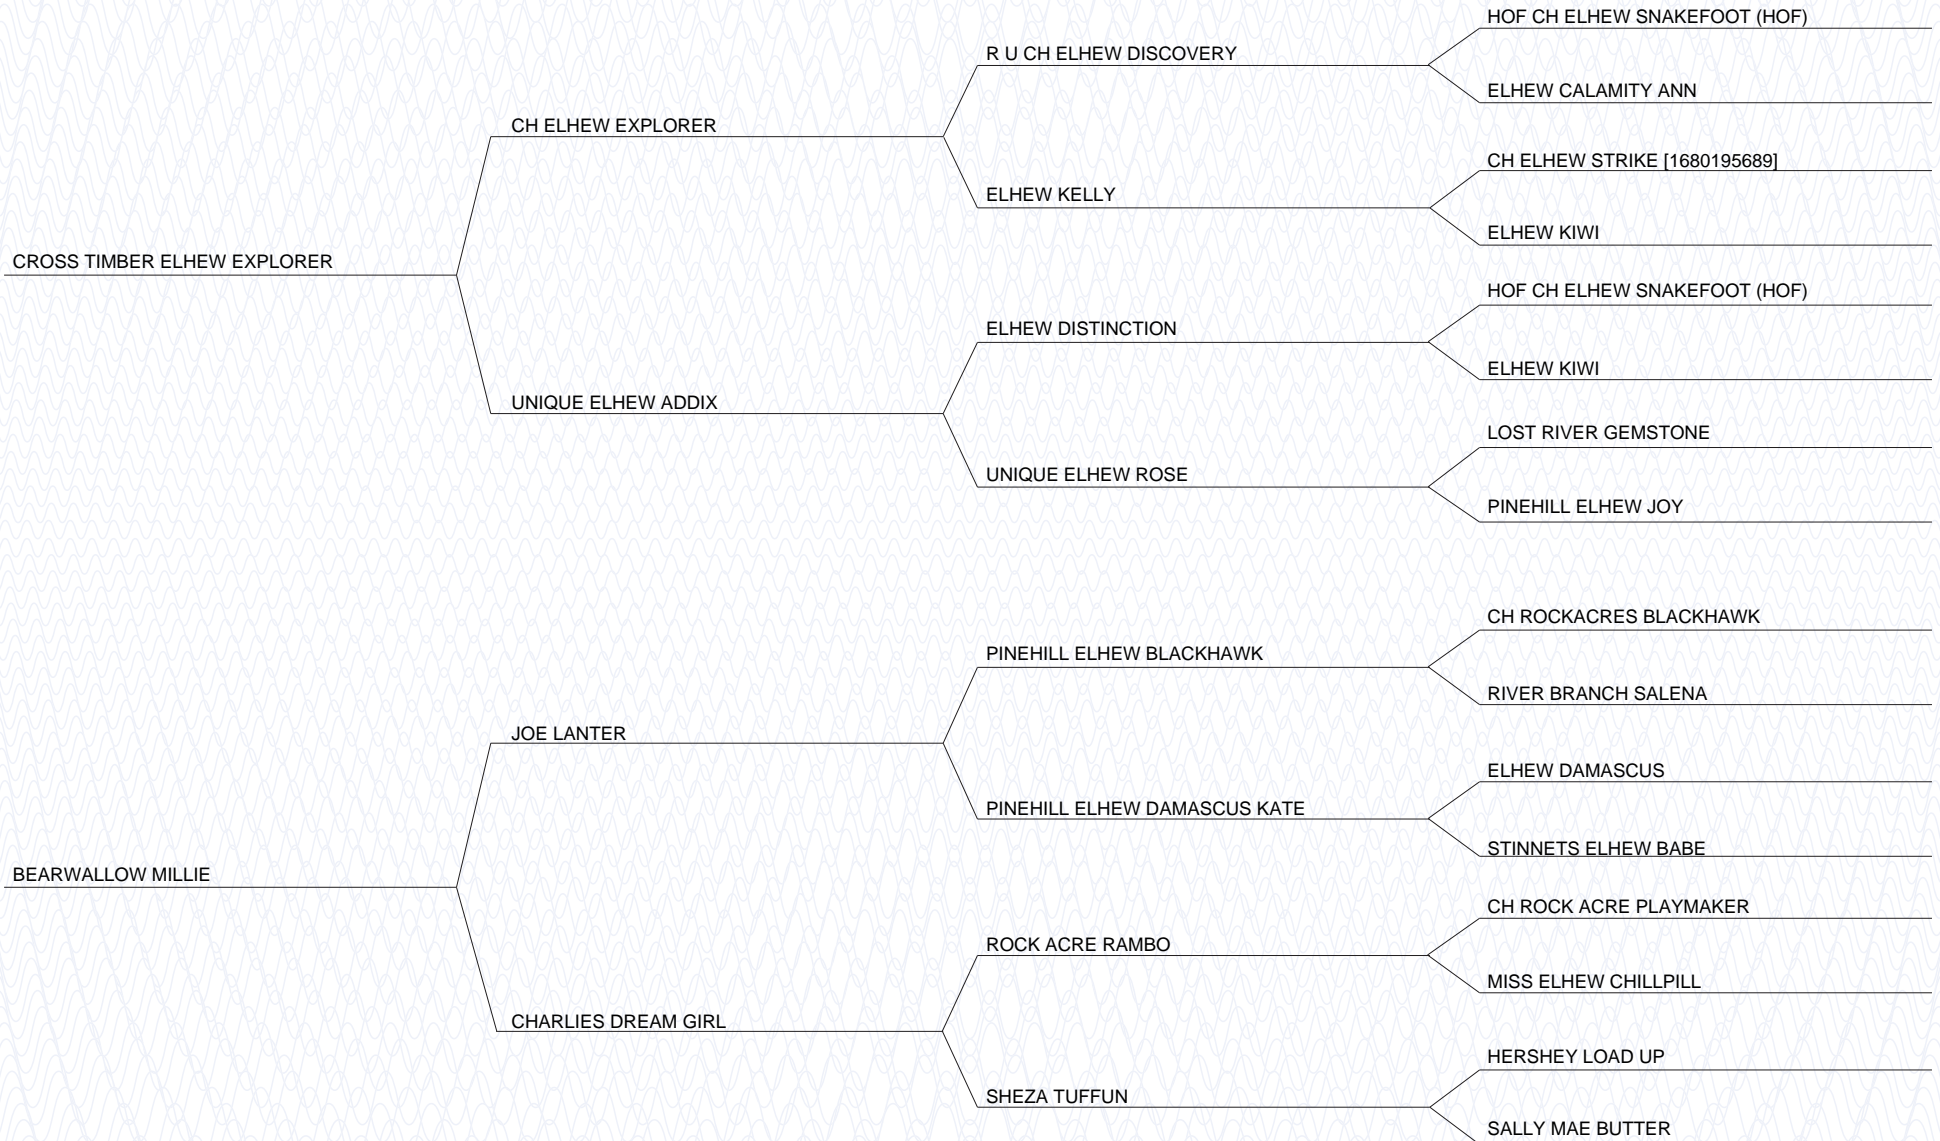 HOF CH ELHEW SNAKEFOOT (HOF)
R U CH ELHEW DISCOVERY
ELHEW CALAMITY ANN
CH ELHEW EXPLORER
CH ELHEW STRIKE [1680195689]
ELHEW KELLY
ELHEW KIWI
CROSS TIMBER ELHEW EXPLORER
HOF CH ELHEW SNAKEFOOT (HOF)
ELHEW DISTINCTION
ELHEW KIWI
UNIQUE ELHEW ADDIX
LOST RIVER GEMSTONE
UNIQUE ELHEW ROSE
PINEHILL ELHEW JOY
CH ROCKACRES BLACKHAWK
PINEHILL ELHEW BLACKHAWK
RIVER BRANCH SALENA
JOE LANTER
ELHEW DAMASCUS
PINEHILL ELHEW DAMASCUS KATE
STINNETS ELHEW BABE
BEARWALLOW MILLIE
CH ROCK ACRE PLAYMAKER
ROCK ACRE RAMBO
MISS ELHEW CHILLPILL
CHARLIES DREAM GIRL
HERSHEY LOAD UP
SHEZA TUFFUN
SALLY MAE BUTTER